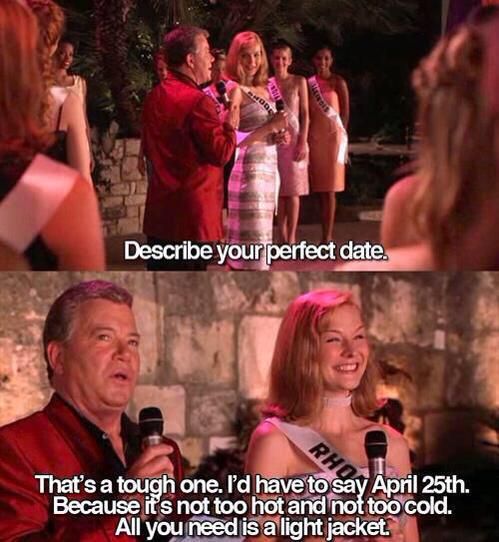 Describe your perfect date.
RHO
That's a tough one. I'd have to say April 25th.
Because it's not too hot and not too cold.
All you need is a light jacket.